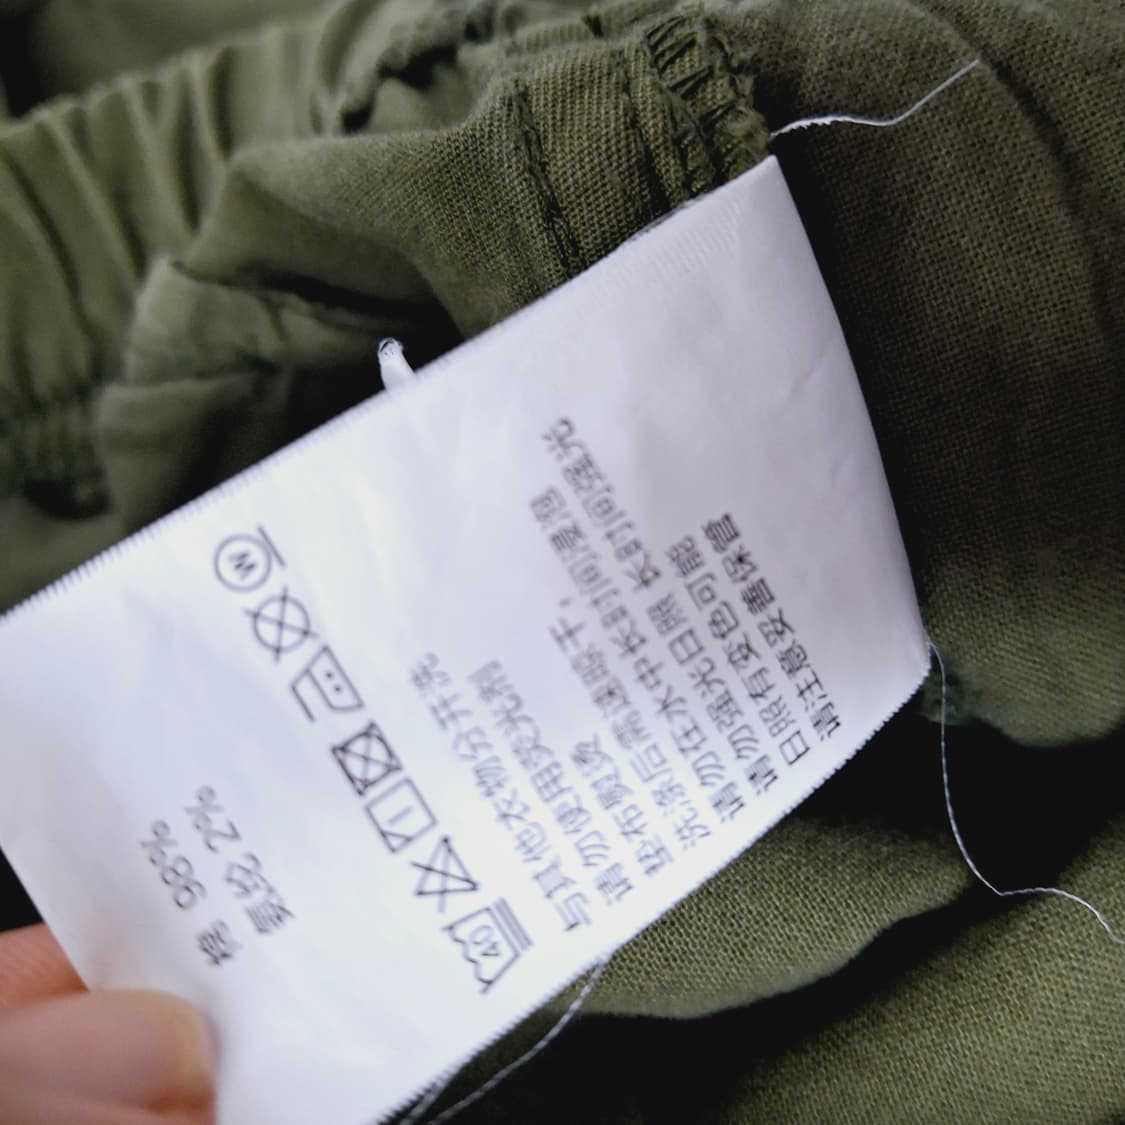 棉 98%
氨纶 2%
40
W
与其他衣物分开洗
请勿使用荧光剂
垫布熨烫
洗涤后需速晾干,
请勿在水中长时间浸泡
请勿强光日照 长时间强光
日照有变色可能
请注意妥善保管